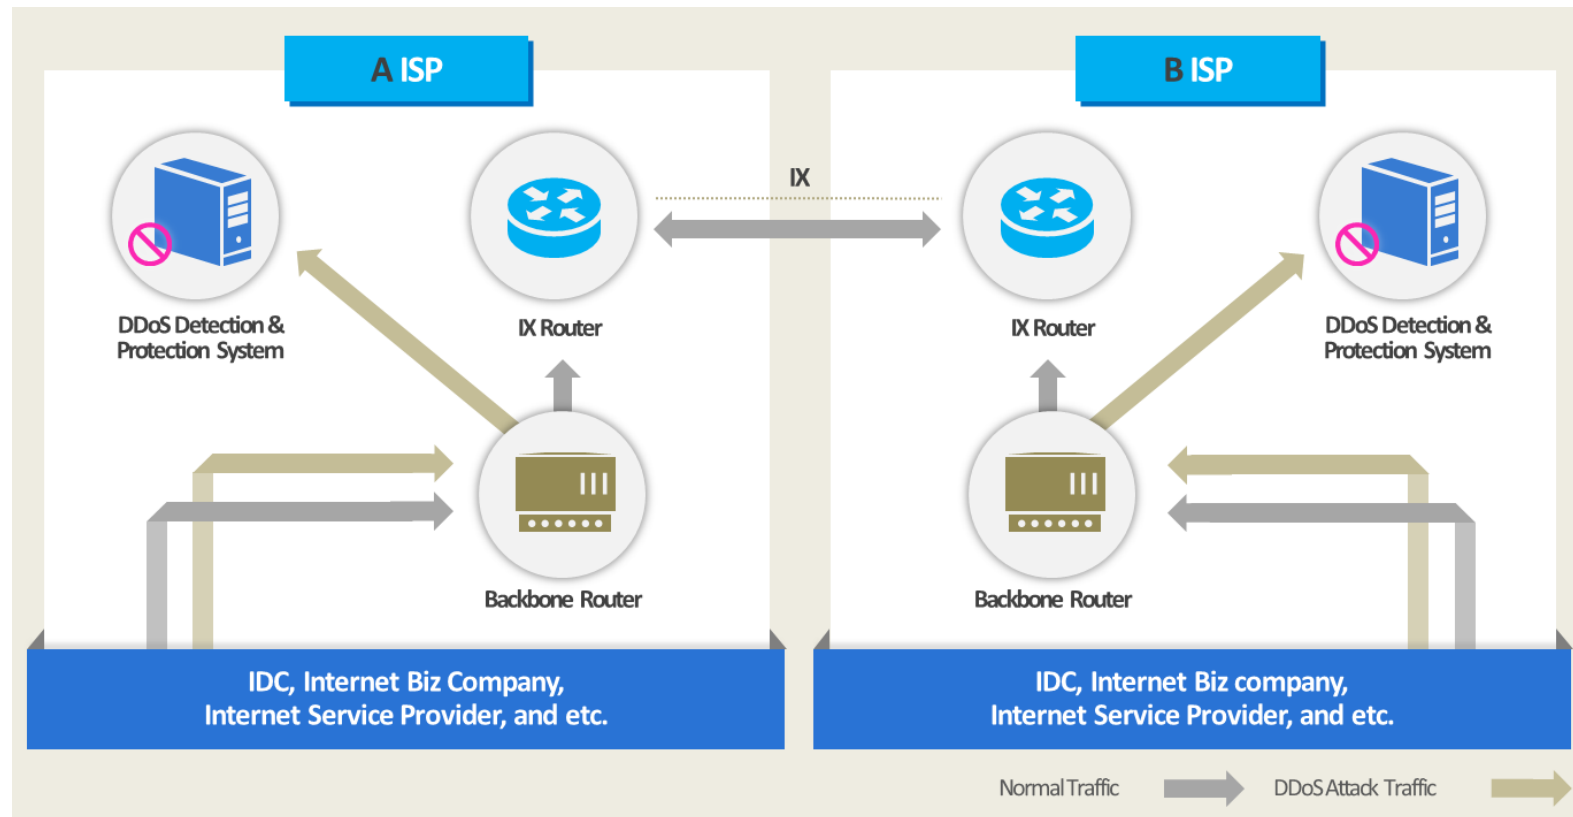 A ISP
DDoS Detection &
Protection System
IX Router
Backbone Router
IDC, Internet Biz Company,
Internet Service Provider, and etc.
IX
B ISP
IX Router
DDoS Detection &
Protection System
Backbone Router
IDC, Internet Biz company,
Internet Service Provider, and etc.
Normal Traffic
DDoS Attack Traffic